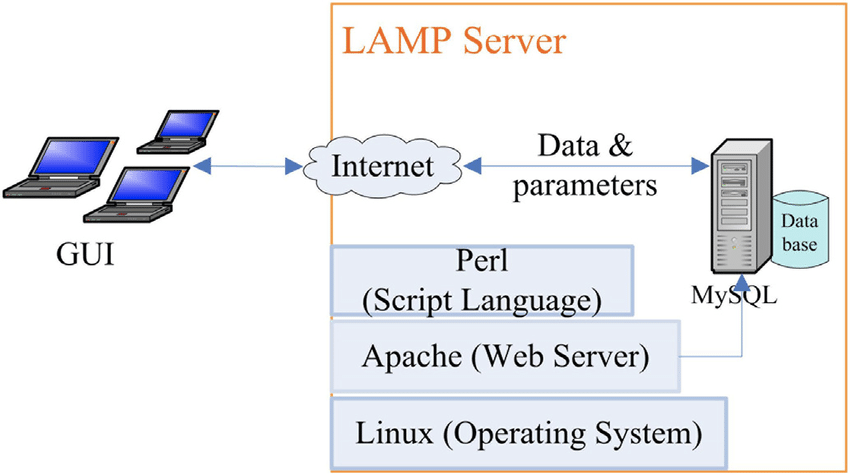 LAMP Server
Internet
Data &
parameters
GUI
Data
base
MySQL
Perl
(Script Language)
Apache (Web Server)
Linux (Operating System)